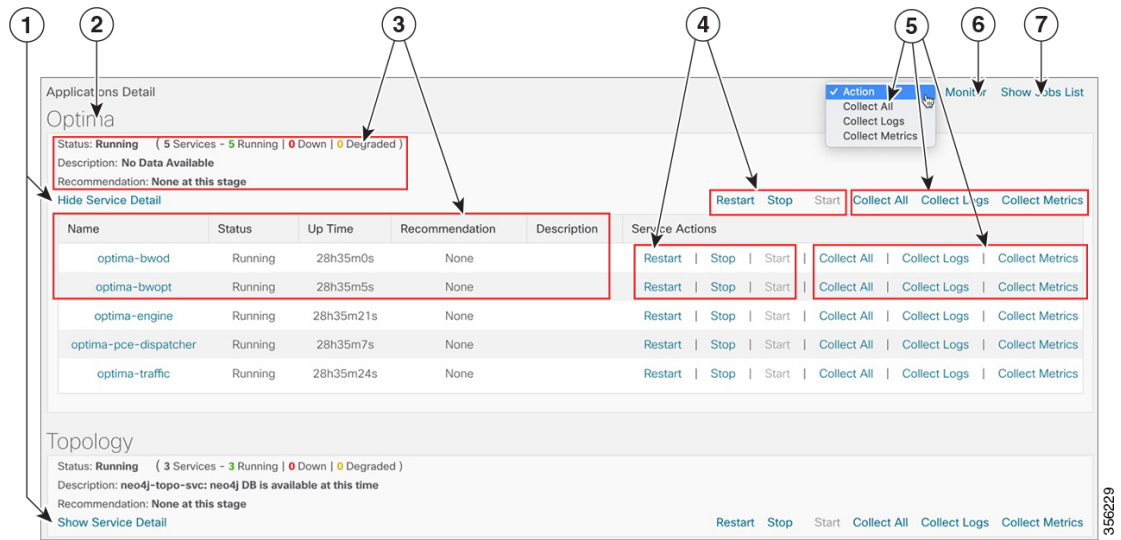 1 2 3 4 5 6 7
Applications Detail
✓ Action Monitor Show Jobs List
Collect All
Collect Logs
Collect Metrics
Optima
Status: Running ( 5 Services - 5 Running | 0 Down | 0 Degraded )
Description: No Data Available
Recommendation: None at this stage
Hide Service Detail Restart Stop Start Collect All Collect Logs Collect Metrics
Name Status Up Time Recommendation Description Service Actions
optima-bwod Running 28h35m0s None Restart | Stop | Start | Collect All | Collect Logs | Collect Metrics
optima-bwopt Running 28h35m5s None Restart | Stop | Start | Collect All | Collect Logs | Collect Metrics
optima-engine Running 28h35m21s None Restart | Stop | Start | Collect All | Collect Logs | Collect Metrics
optima-pce-dispatcher Running 28h35m7s None Restart | Stop | Start | Collect All | Collect Logs | Collect Metrics
optima-traffic Running 28h35m24s None Restart | Stop | Start | Collect All | Collect Logs | Collect Metrics
Topology
Status: Running ( 3 Services - 3 Running | 0 Down | 0 Degraded )
Description: neo4j-topo-svc: neo4j DB is available at this time
Recommendation: None at this stage
Show Service Detail Restart Stop Start Collect All Collect Logs Collect Metrics
356229